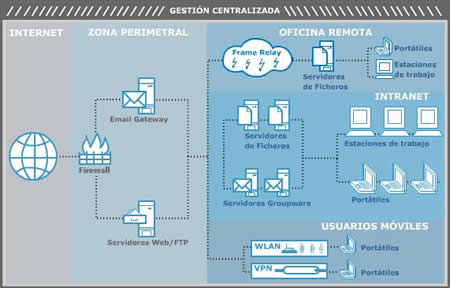 GESTIÓN CENTRALIZADA
INTERNET
ZONA PERIMETRAL
OFICINA REMOTA
Frame Relay
Servidores
de Ficheros
Portátiles
Estaciones
de trabajo
Email Gateway
Firewall
Servidores Web/FTP
INTRANET
Servidores
de Ficheros
Estaciones de trabajo
Servidores Groupware
Portátiles
USUARIOS MÓVILES
WLAN
Portátiles
VPN
Portátiles